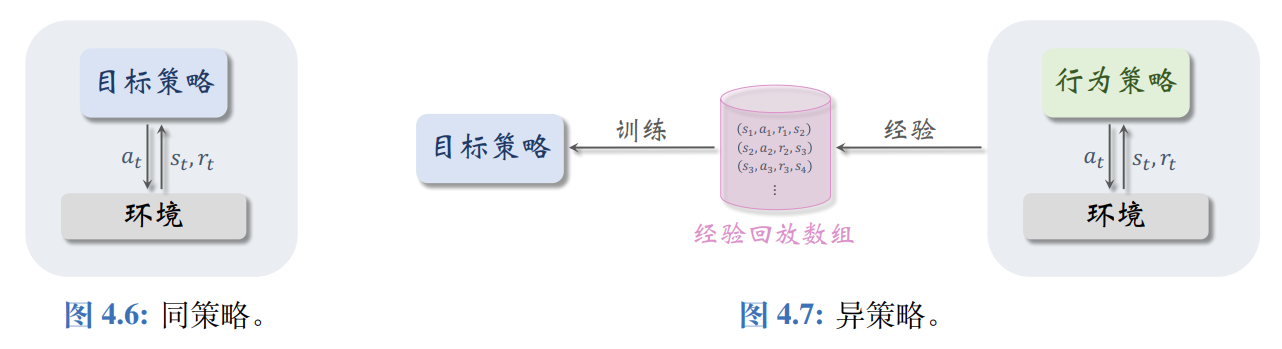 目标策略
a_t
s_t, r_t
环境
图 4.6: 同策略。
目标策略
训练
(s_1, a_1, r_1, s_2)
(s_2, a_2, r_2, s_3)
(s_3, a_3, r_3, s_4)
⋮
经验回放数组
经验
行为策略
a_t
s_t, r_t
环境
图 4.7: 异策略。